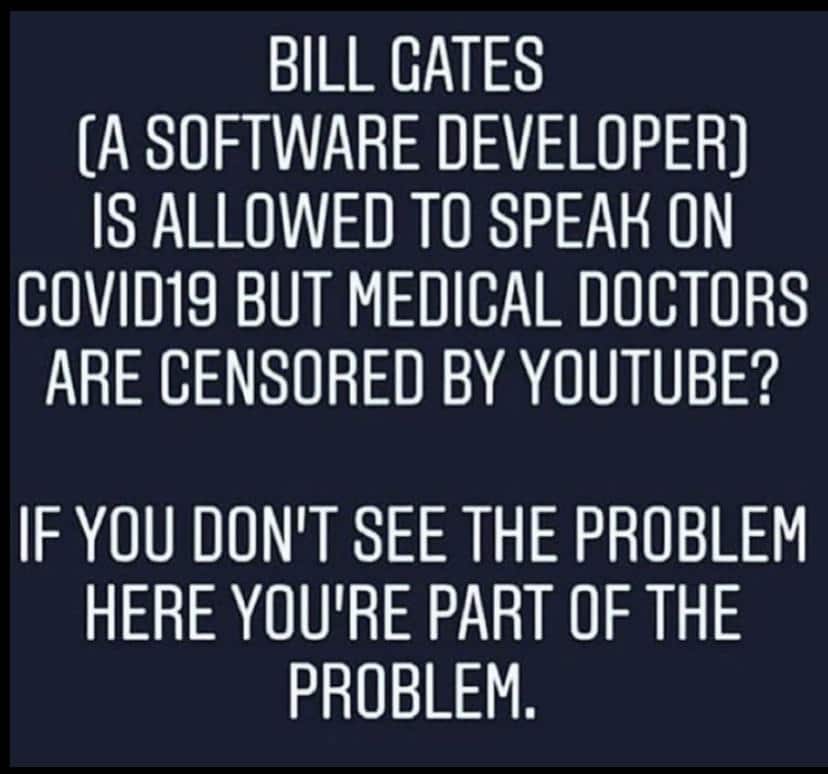 BILL GATES
(A SOFTWARE DEVELOPER)
IS ALLOWED TO SPEAK ON
COVID19 BUT MEDICAL DOCTORS
ARE CENSORED BY YOUTUBE?
IF YOU DON'T SEE THE PROBLEM
HERE YOU'RE PART OF THE
PROBLEM.